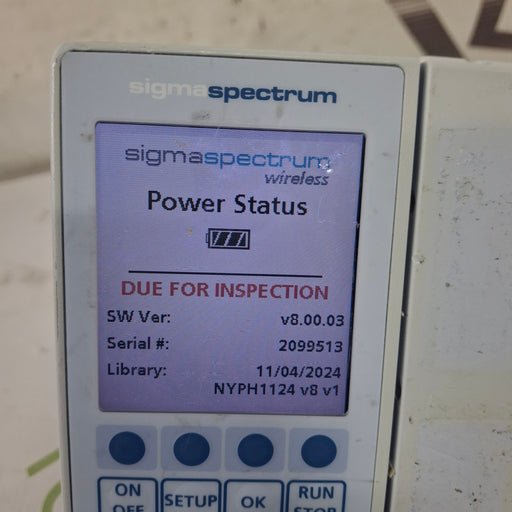 sigmaspectrum
sigmaspectrum
wireless
Power Status
DUE FOR INSPECTION
SW Ver: v8.00.03
Serial #: 2099513
Library: 11/04/2024
NYPH1124 v8 v1
ON OFF SETUP OK RUN STOP